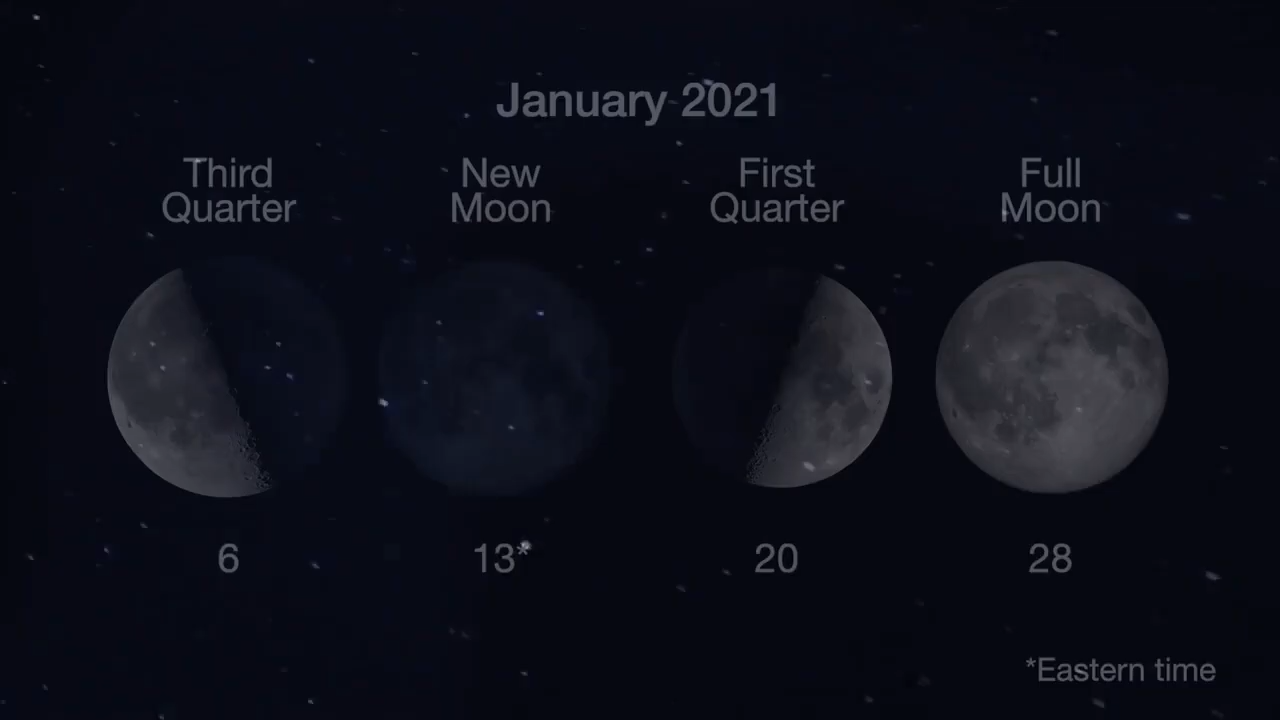 January 2021
Third
Quarter
New
Moon
First
Quarter
Full
Moon
6
13*
20
28
*Eastern time